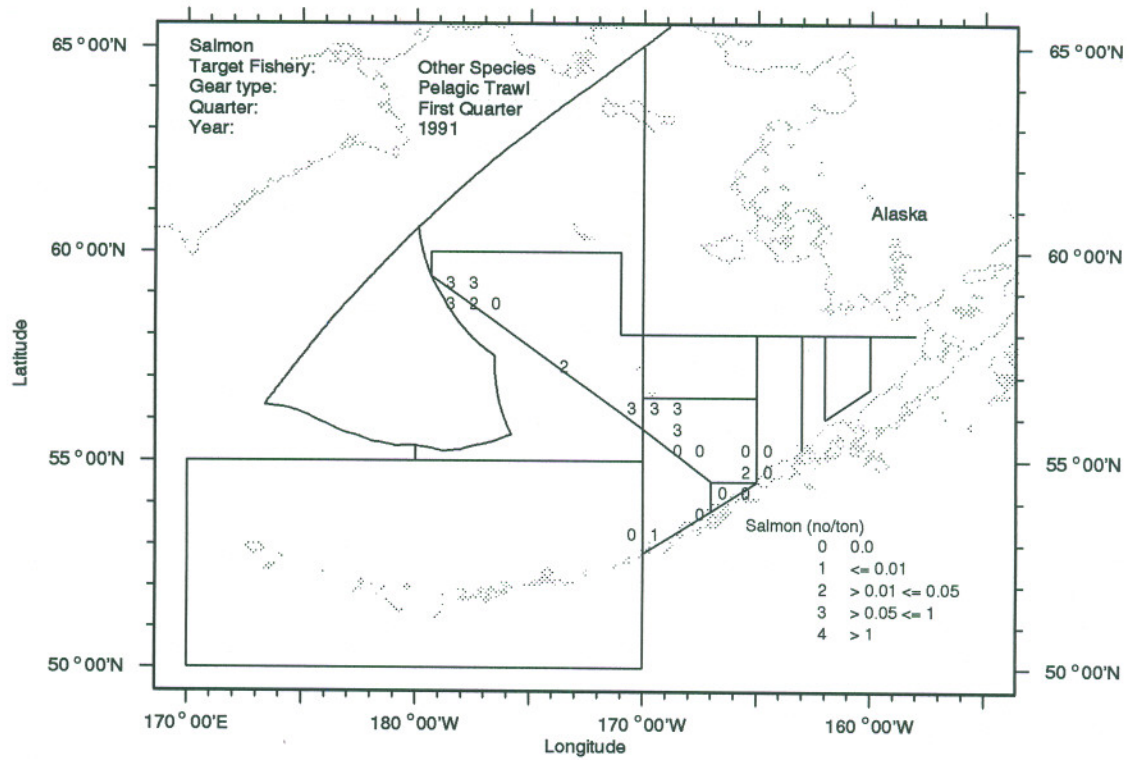 65 °00'N
65 °00'N
Salmon
Target Fishery: Other Species
Gear type: Pelagic Trawl
Quarter: First Quarter
Year: 1991
Alaska
60 °00'N
60 °00'N
3 3
3 2 0
Latitude
2
3 3 3
3
0 0 0 0
55 °00'N
55 °00'N
2 0
0 0
0
0 1
Salmon (no/ton)
0 0.0
1 <= 0.01
2 > 0.01 <= 0.05
3 > 0.05 <= 1
4 > 1
50 °00'N
50 °00'N
170 °00'E
180 °00'W
170 °00'W
160 °00'W
Longitude